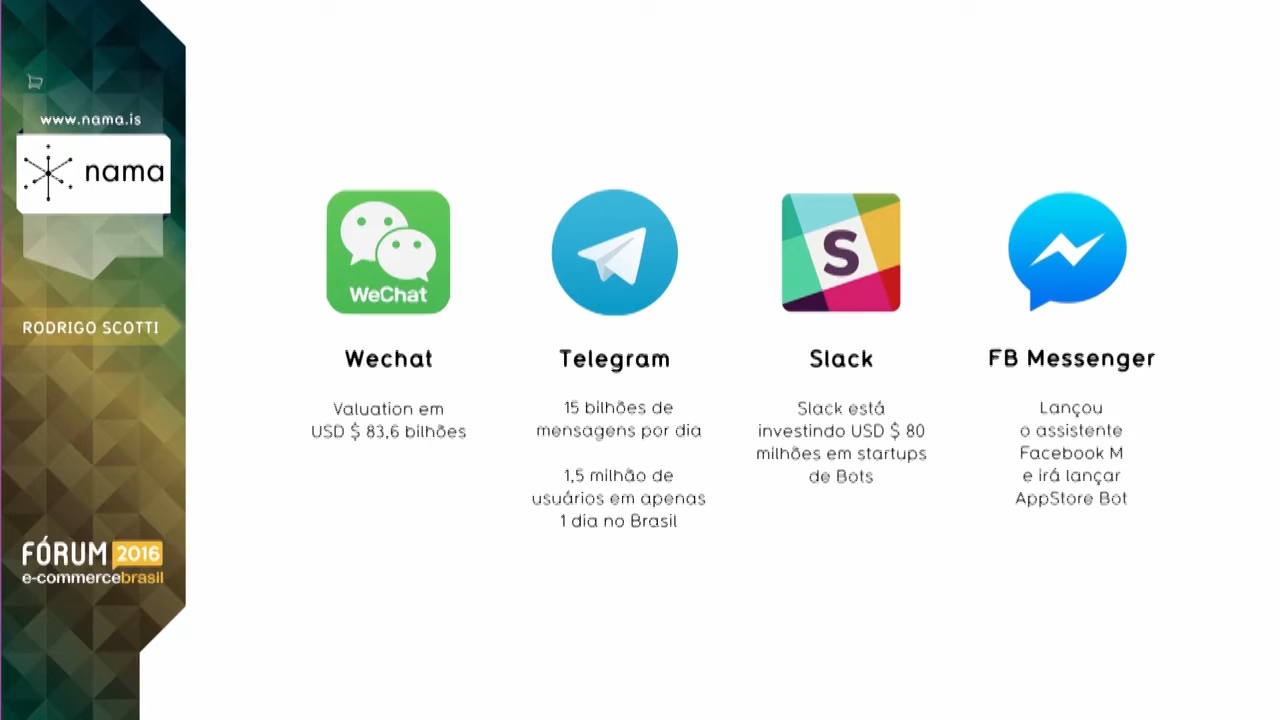 www.nama.is
nama
RODRIGO SCOTTI
FÓRUM 2016
e-commercebrasil
WeChat
S
Wechat
Valuation em
USD $ 83,6 bilhões
Telegram
15 bilhões de
mensagens por dia
1,5 milhão de
usuários em apenas
1 dia no Brasil
Slack
Slack está
investindo USD $ 80
milhões em startups
de Bots
FB Messenger
Lançou
o assistente
Facebook M
e irá lançar
AppStore Bot